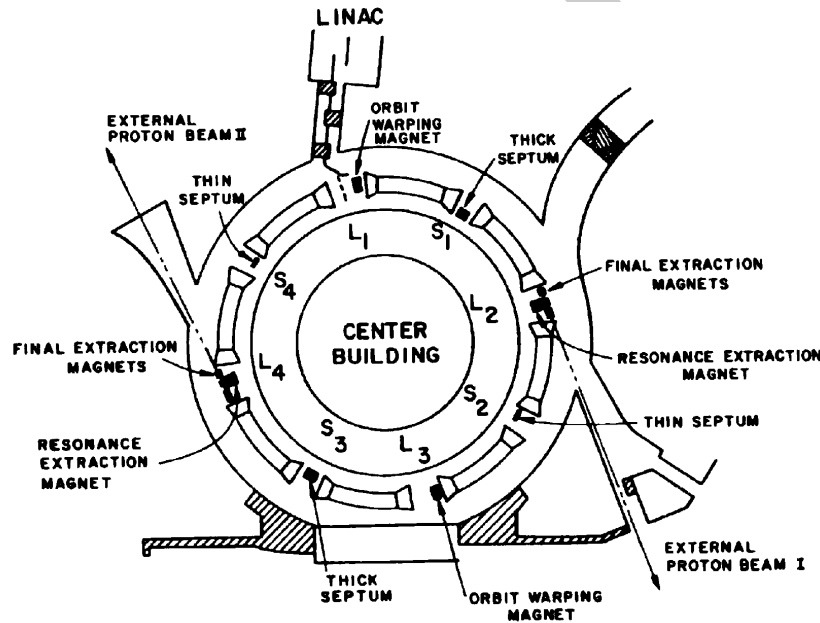 LINAC
ORBIT
WARPING
MAGNET
EXTERNAL
PROTON BEAM II
THICK
SEPTUM
THIN
SEPTUM
L1
S1
S4
L2
FINAL EXTRACTION
MAGNETS
CENTER
BUILDING
FINAL EXTRACTION
MAGNETS
L4
RESONANCE EXTRACTION
MAGNET
S2
THIN SEPTUM
S3
L3
RESONANCE
EXTRACTION
MAGNET
THICK
SEPTUM
ORBIT WARPING
MAGNET
EXTERNAL
PROTON BEAM I